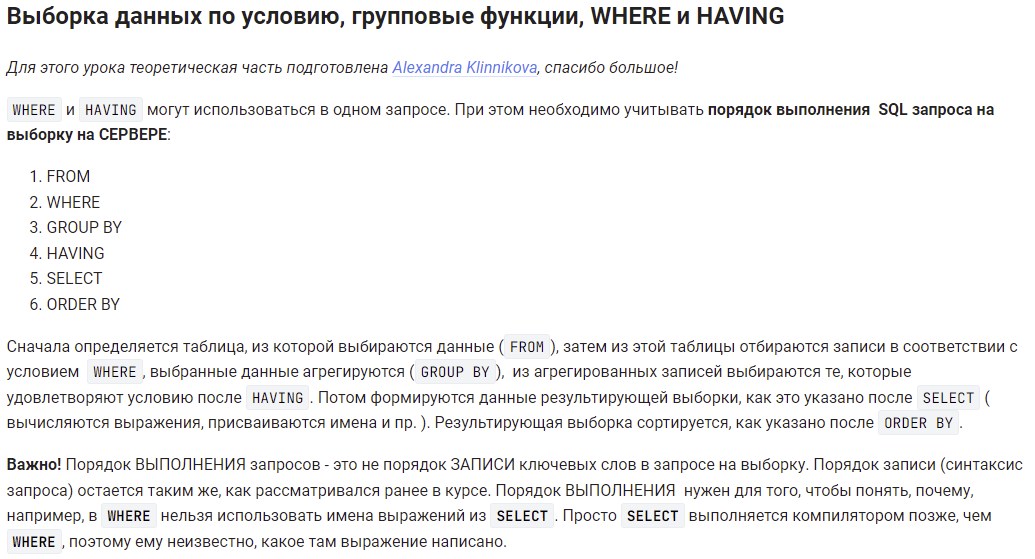 Выборка данных по условию, групповые функции, WHERE и HAVING
Для этого урока теоретическая часть подготовлена Alexandra Klinnikova, спасибо большое!
WHERE и HAVING могут использоваться в одном запросе. При этом необходимо учитывать порядок выполнения SQL запроса на
выборку на СЕРВЕРЕ:
1. FROM
2. WHERE
3. GROUP BY
4. HAVING
5. SELECT
6. ORDER BY
Сначала определяется таблица, из которой выбираются данные ( FROM ), затем из этой таблицы отбираются записи в соответствии с
условием WHERE , выбранные данные агрегируются ( GROUP BY ), из агрегированных записей выбираются те, которые
удовлетворяют условию после HAVING . Потом формируются данные результирующей выборки, как это указано после SELECT (
вычисляются выражения, присваиваются имена и пр. ). Результирующая выборка сортируется, как указано после ORDER BY .
Важно! Порядок ВЫПОЛНЕНИЯ запросов - это не порядок ЗАПИСИ ключевых слов в запросе на выборку. Порядок записи (синтаксис
запроса) остается таким же, как рассматривался ранее в курсе. Порядок ВЫПОЛНЕНИЯ нужен для того, чтобы понять, почему,
например, в WHERE нельзя использовать имена выражений из SELECT . Просто SELECT выполняется компилятором позже, чем
WHERE , поэтому ему неизвестно, какое там выражение написано.